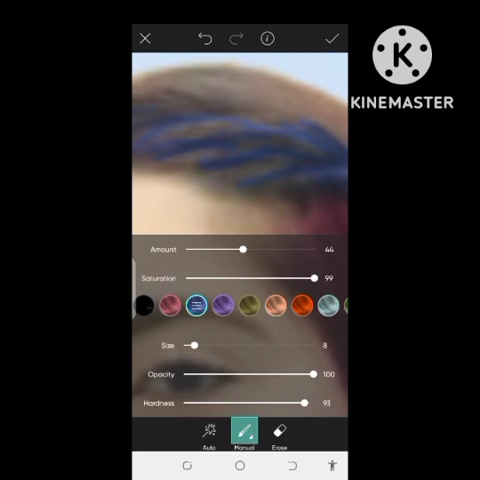 K
KINEMASTER
Amount 44
Saturation 99
Size 8
Opacity 100
Hardness 93
Auto Manual Erase